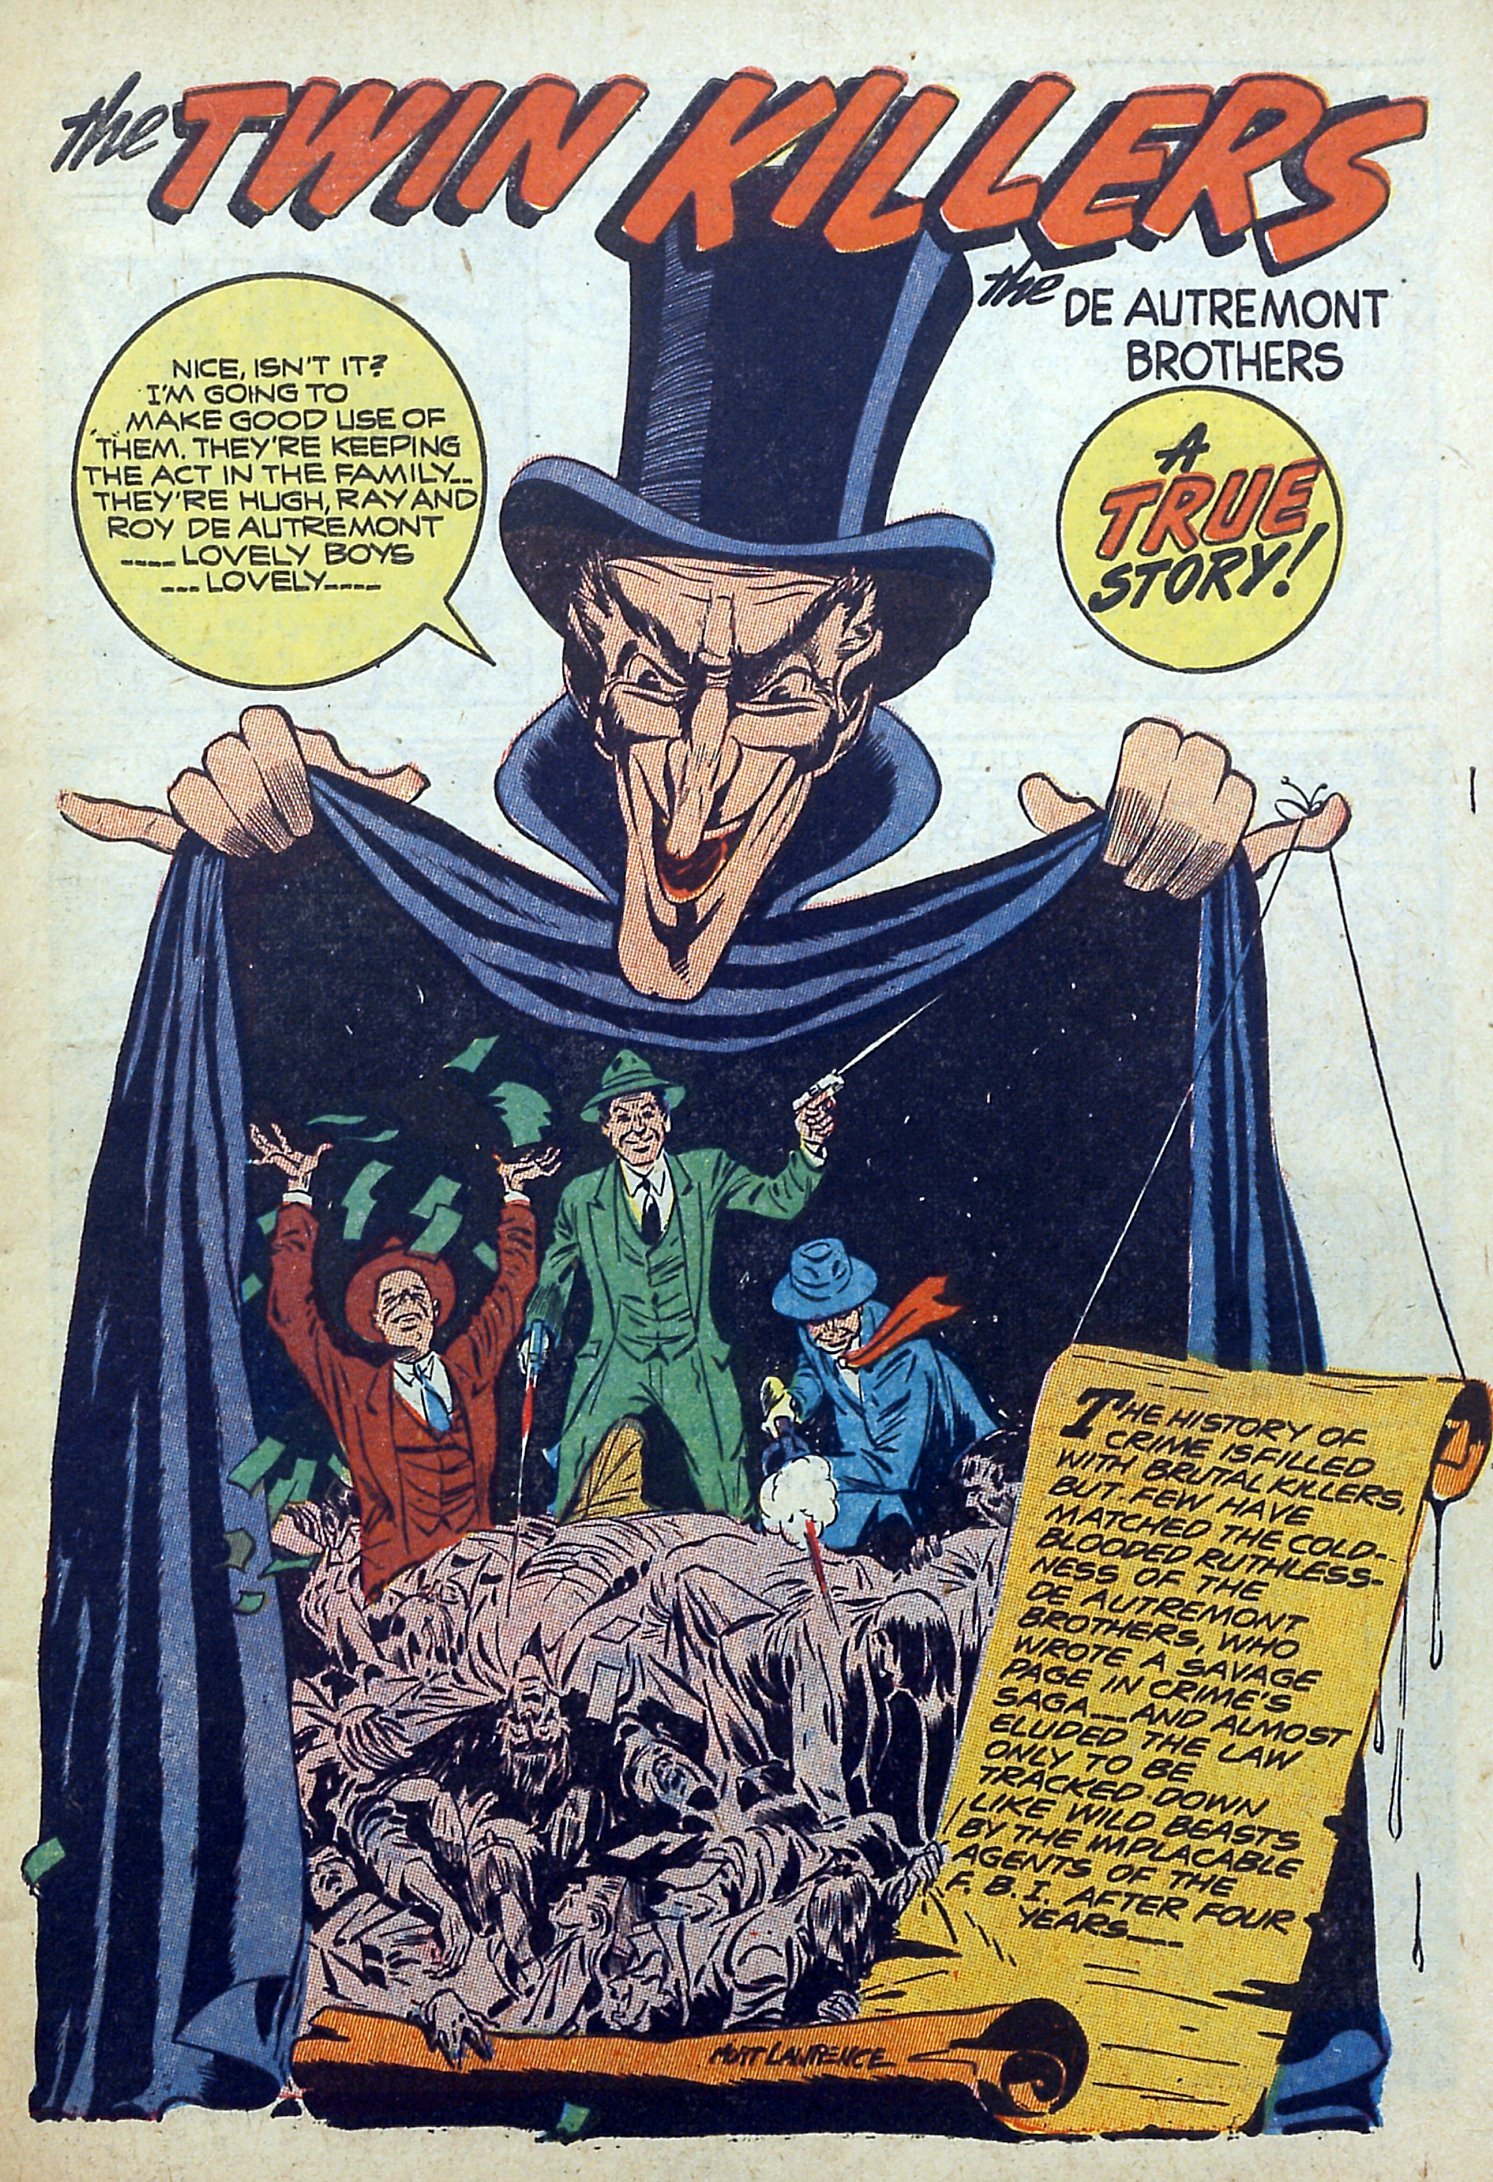 the TWIN KILLERS
the DE AUTREMONT
BROTHERS
NICE, ISN'T IT?
I'M GOING TO
MAKE GOOD USE OF
THEM. THEY'RE KEEPING
THE ACT IN THE FAMILY--
THEY'RE HUGH, RAY AND
ROY DE AUTREMONT
----LOVELY BOYS
---LOVELY----
A
TRUE
STORY!
THE HISTORY OF
CRIME IS FILLED
WITH BRUTAL KILLERS,
BUT FEW HAVE
MATCHED THE COLD--
BLOODED RUTHLESS-
NESS OF THE
DE AUTREMONT
BROTHERS, WHO
WROTE A SAVAGE
PAGE IN CRIME'S
SAGA---AND ALMOST
ELUDED THE LAW
ONLY TO BE
TRACKED DOWN
LIKE WILD BEASTS
BY THE IMPLACABLE
AGENTS OF THE
F. B. I. AFTER FOUR
YEARS----
MORT LAWRENCE